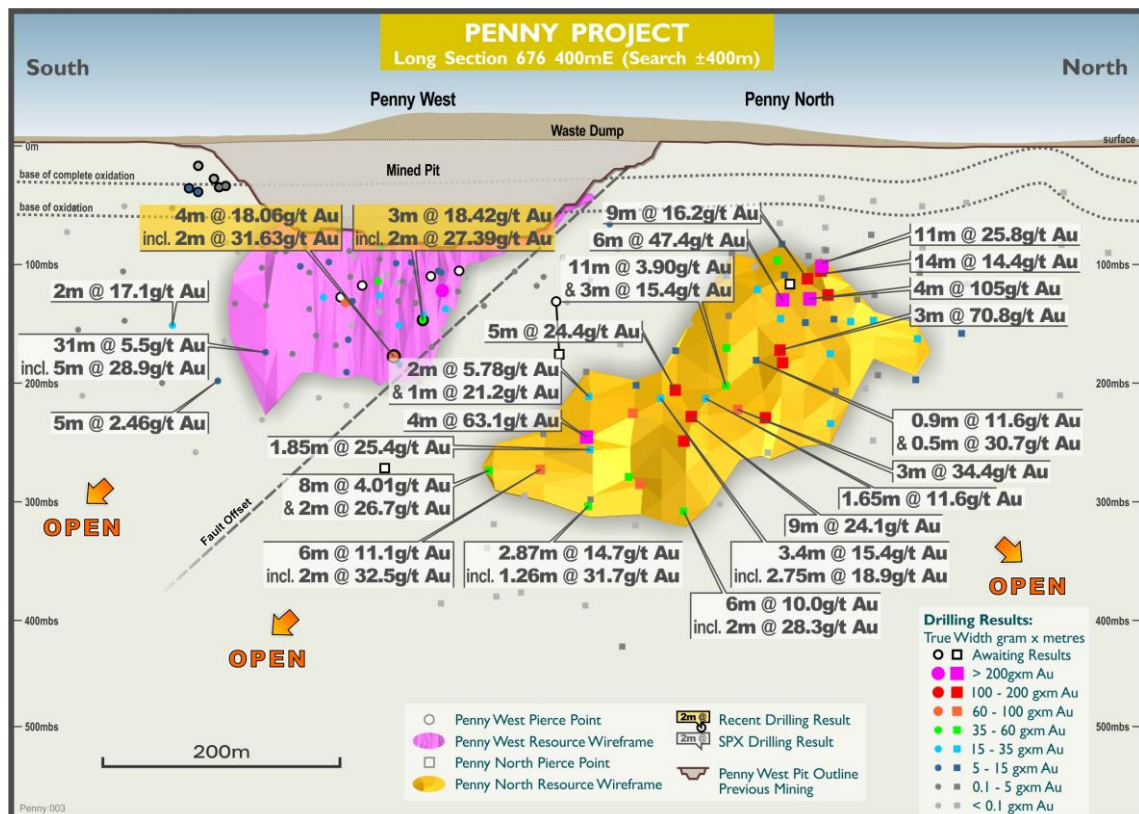 PENNY PROJECT
Long Section 676 400mE (Search ±400m)
South
North
Penny West
Penny North
Waste Dump
0m
surface
Mined Pit
base of complete oxidation
base of oxidation
4m @ 18.06g/t Au
incl. 2m @ 31.63g/t Au
3m @ 18.42g/t Au
incl. 2m @ 27.39g/t Au
9m @ 16.2g/t Au
6m @ 47.4g/t Au
11m @ 3.90g/t Au
& 3m @ 15.4g/t Au
11m @ 25.8g/t Au
14m @ 14.4g/t Au
4m @ 105g/t Au
3m @ 70.8g/t Au
100mbs
100mbs
2m @ 17.1g/t Au
31m @ 5.5g/t Au
incl. 5m @ 28.9g/t Au
5m @ 2.46g/t Au
5m @ 24.4g/t Au
2m @ 5.78g/t Au
& 1m @ 21.2g/t Au
4m @ 63.1g/t Au
1.85m @ 25.4g/t Au
8m @ 4.01g/t Au
& 2m @ 26.7g/t Au
200mbs
200mbs
0.9m @ 11.6g/t Au
& 0.5m @ 30.7g/t Au
3m @ 34.4g/t Au
1.65m @ 11.6g/t Au
9m @ 24.1g/t Au
300mbs
300mbs
OPEN
Fault Offset
6m @ 11.1g/t Au
incl. 2m @ 32.5g/t Au
2.87m @ 14.7g/t Au
incl. 1.26m @ 31.7g/t Au
3.4m @ 15.4g/t Au
incl. 2.75m @ 18.9g/t Au
6m @ 10.0g/t Au
incl. 2m @ 28.3g/t Au
OPEN
OPEN
400mbs
400mbs
500mbs
500mbs
200m
Penny West Pierce Point
Penny West Resource Wireframe
Penny North Pierce Point
Penny North Resource Wireframe
2m @
Recent Drilling Result
2m @
SPX Drilling Result
Penny West Pit Outline
Previous Mining
Drilling Results:
True Width gram x metres
Awaiting Results
> 200gxm Au
100 - 200 gxm Au
60 - 100 gxm Au
35 - 60 gxm Au
15 - 35 gxm Au
5 - 15 gxm Au
0.1 - 5 gxm Au
< 0.1 gxm Au
Penny 003